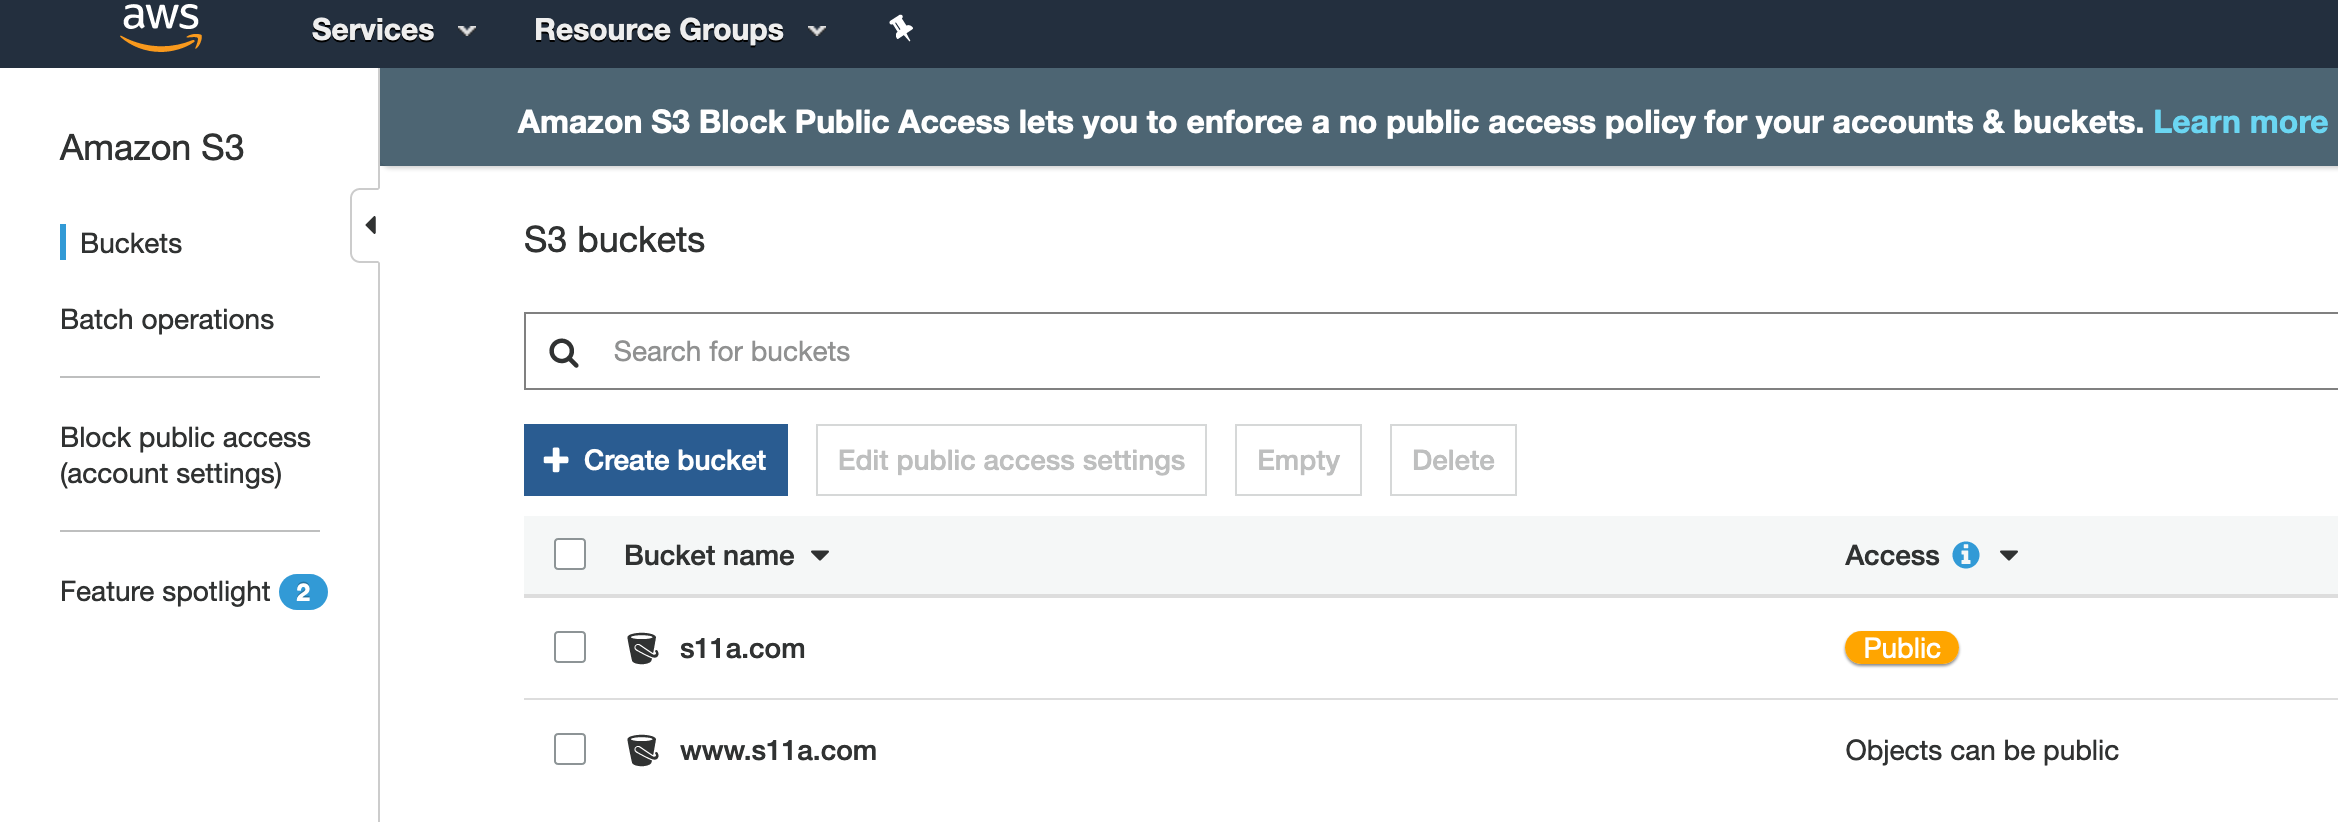 aws Services Resource Groups
Amazon S3
Amazon S3 Block Public Access lets you to enforce a no public access policy for your accounts & buckets. Learn more
Buckets
Batch operations
Block public access
(account settings)
Feature spotlight 2
S3 buckets
Search for buckets
Create bucket Edit public access settings Empty Delete
Bucket name Access
s11a.com Public
www.s11a.com Objects can be public